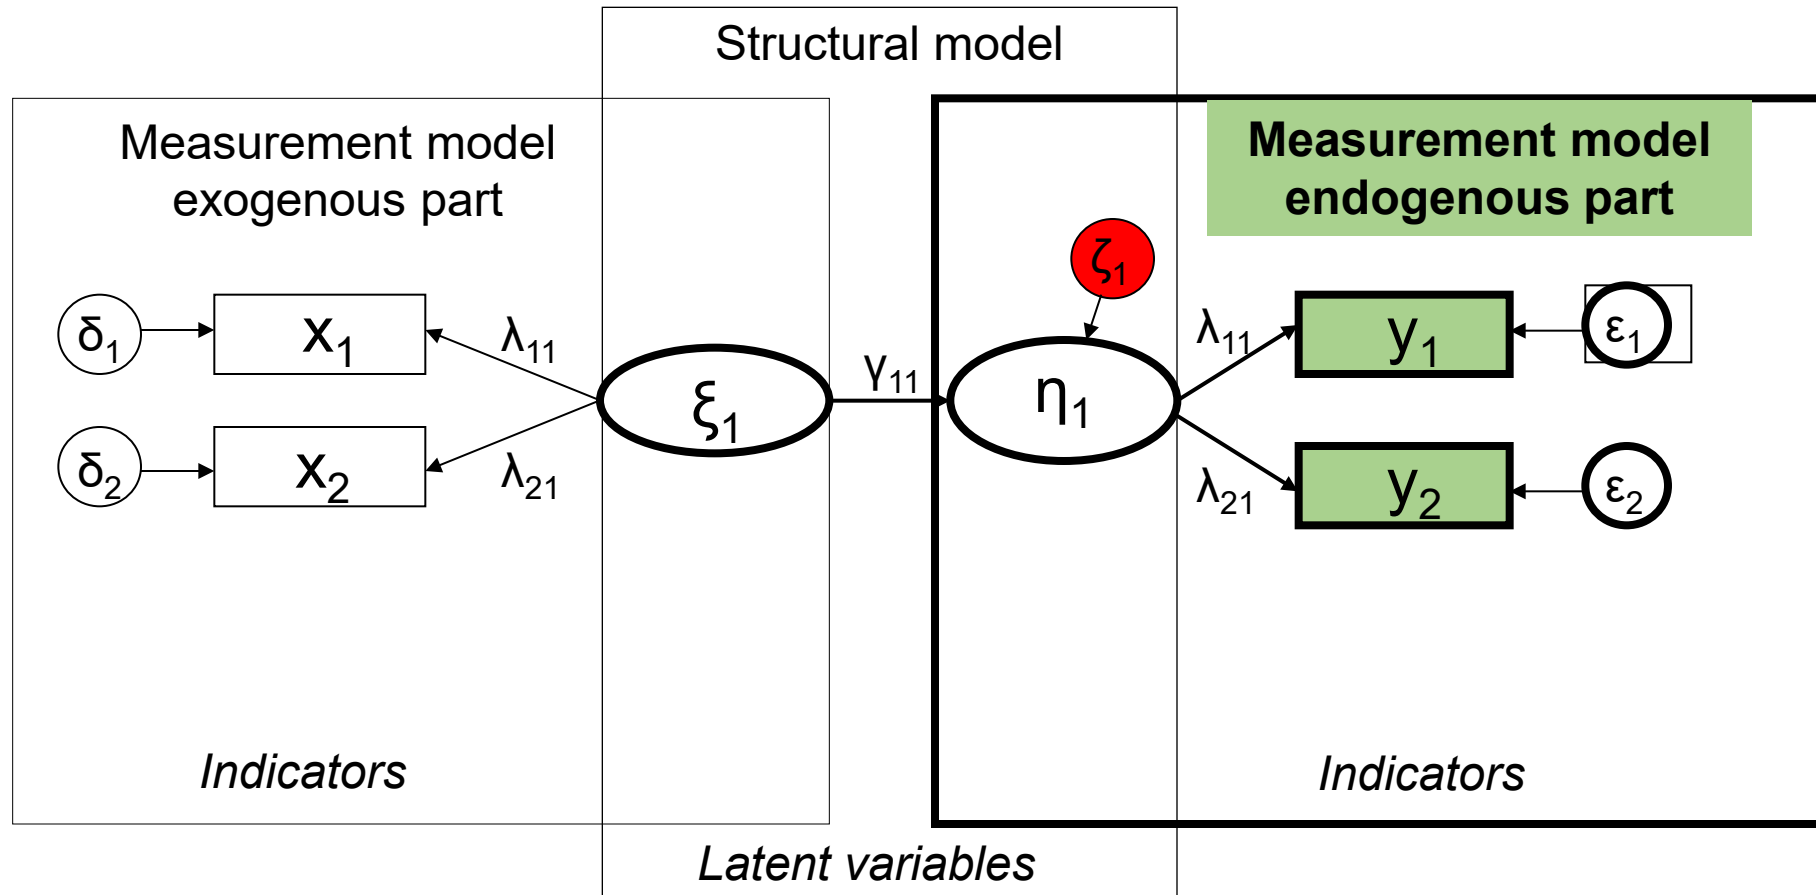 Structural model
Measurement model
exogenous part
Measurement model
endogenous part
ζ₁
δ₁
x₁
λ₁₁
ξ₁
γ₁₁
η₁
λ₁₁
y₁
ε₁
δ₂
x₂
λ₂₁
λ₂₁
y₂
ε₂
Indicators
Indicators
Latent variables